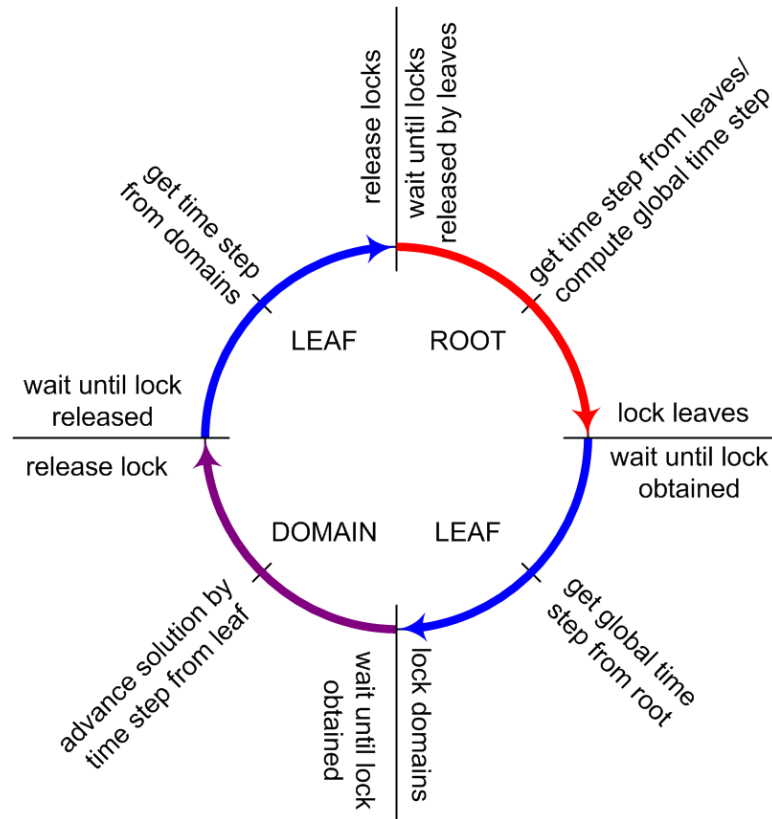 release locks
wait until locks
released by leaves
get time step from leaves/
compute global time step
get time step
from domains
LEAF
ROOT
wait until lock
released
lock leaves
release lock
wait until lock
obtained
DOMAIN
LEAF
advance solution by
time step from leaf
wait until lock
obtained
lock domains
get global time
step from root